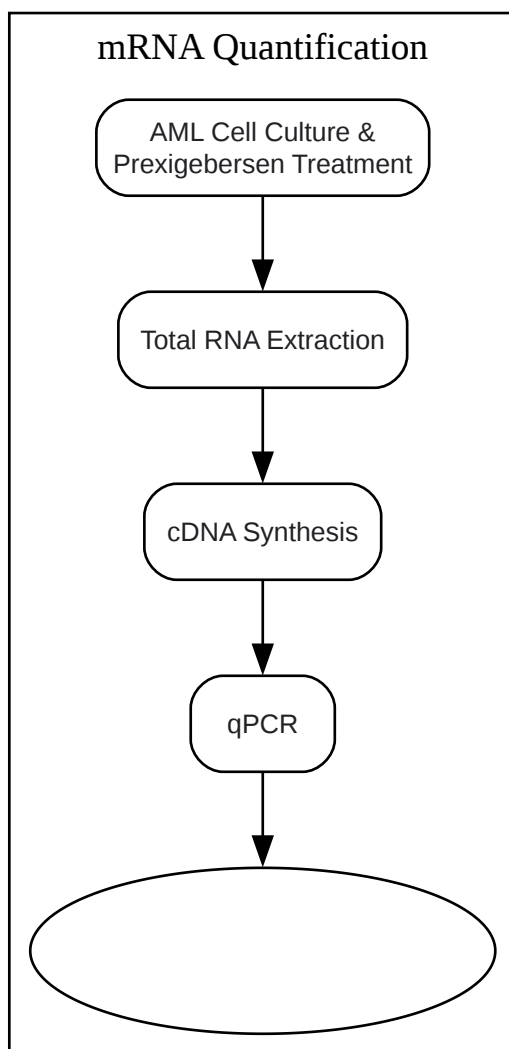 mRNA Quantification
AML Cell Culture &
Prexigebersen Treatment
Total RNA Extraction
cDNA Synthesis
qPCR